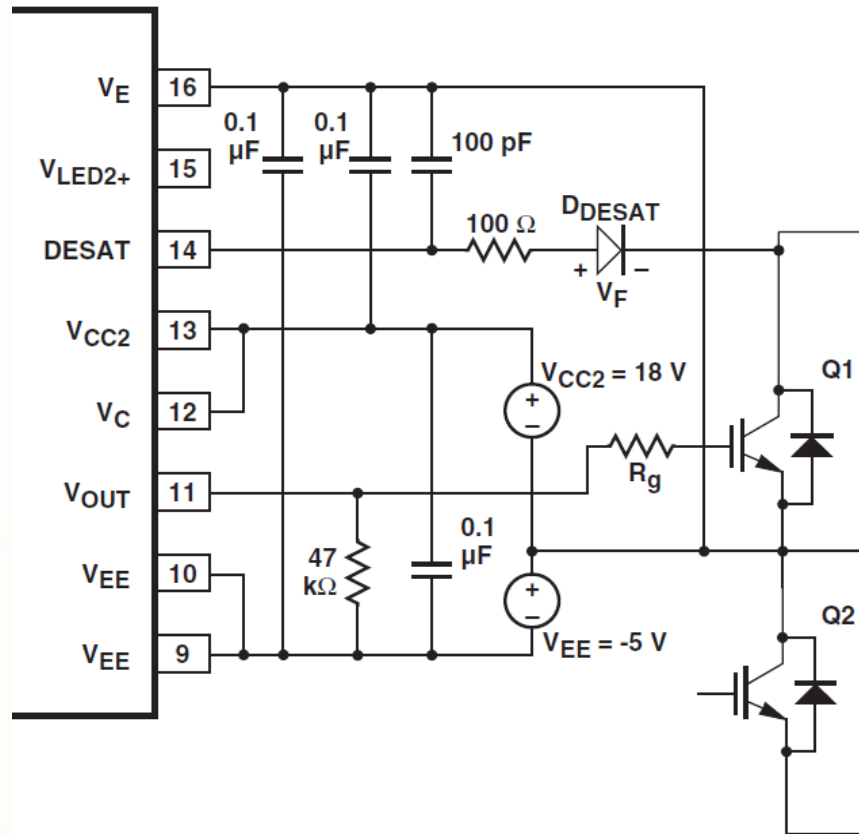 V_E 16
V_LED2+ 15
DESAT 14
V_CC2 13
V_C 12
V_OUT 11
V_EE 10
V_EE 9
0.1
µF
0.1
µF
100 pF
100 Ω
D_DESAT
+ –
V_F
V_CC2 = 18 V
+
–
Q1
R_g
47
kΩ
0.1
µF
+
–
V_EE = -5 V
Q2